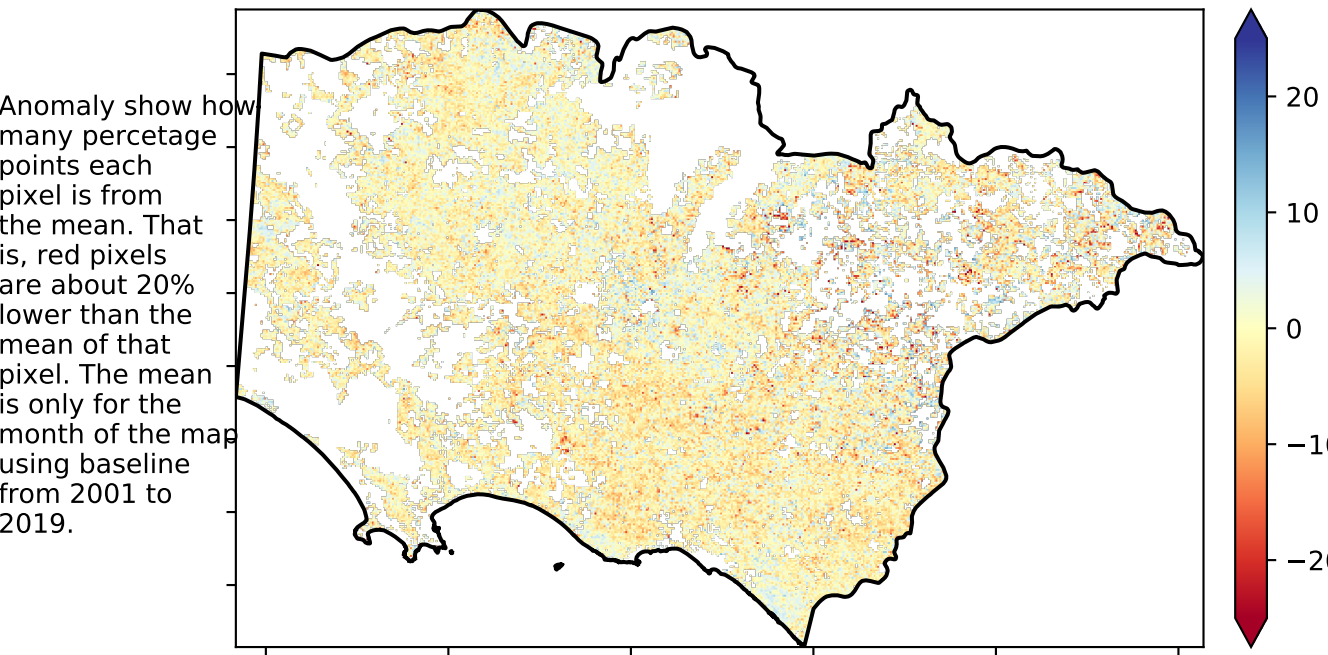 Anomaly show how
many percetage
points each
pixel is from
the mean. That
is, red pixels
are about 20%
lower than the
mean of that
pixel. The mean
is only for the
month of the map
using baseline
from 2001 to
2019.
20
10
0
−10
−20